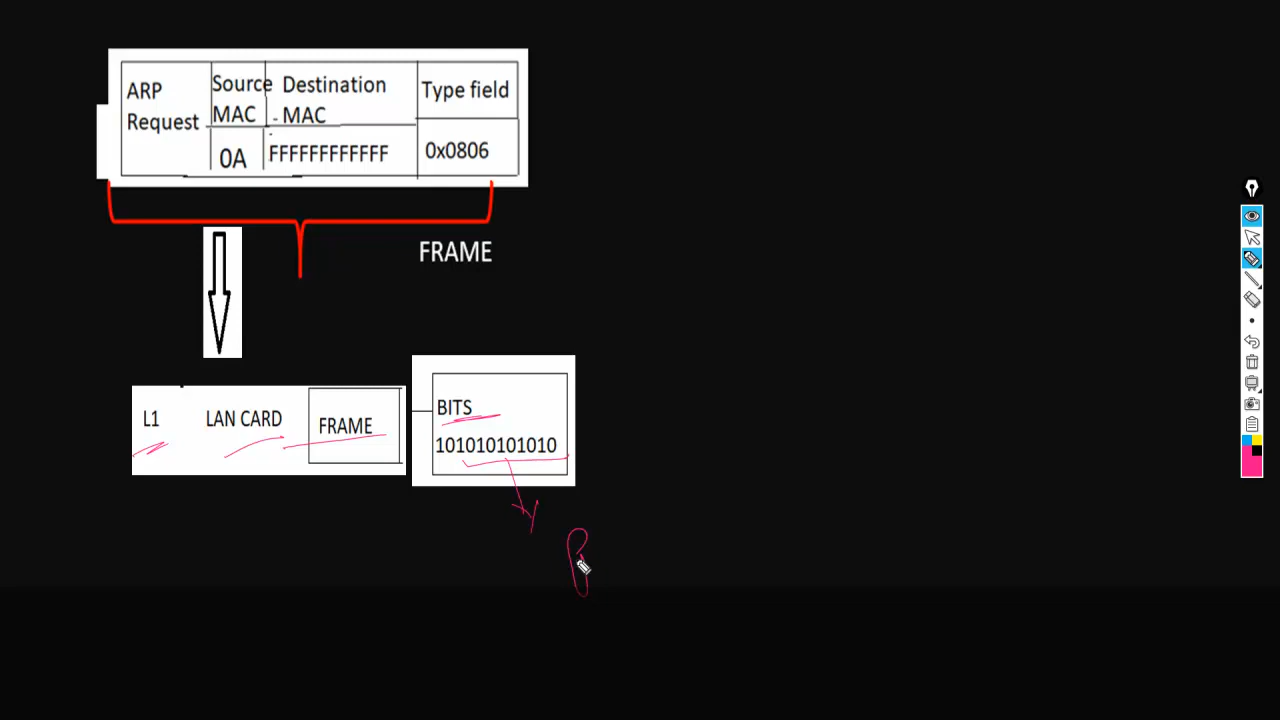 ARP Request
Source MAC
Destination MAC
Type field
0A
FFFFFFFFFFFF
0x0806
FRAME
L1 LAN CARD FRAME
BITS
101010101010